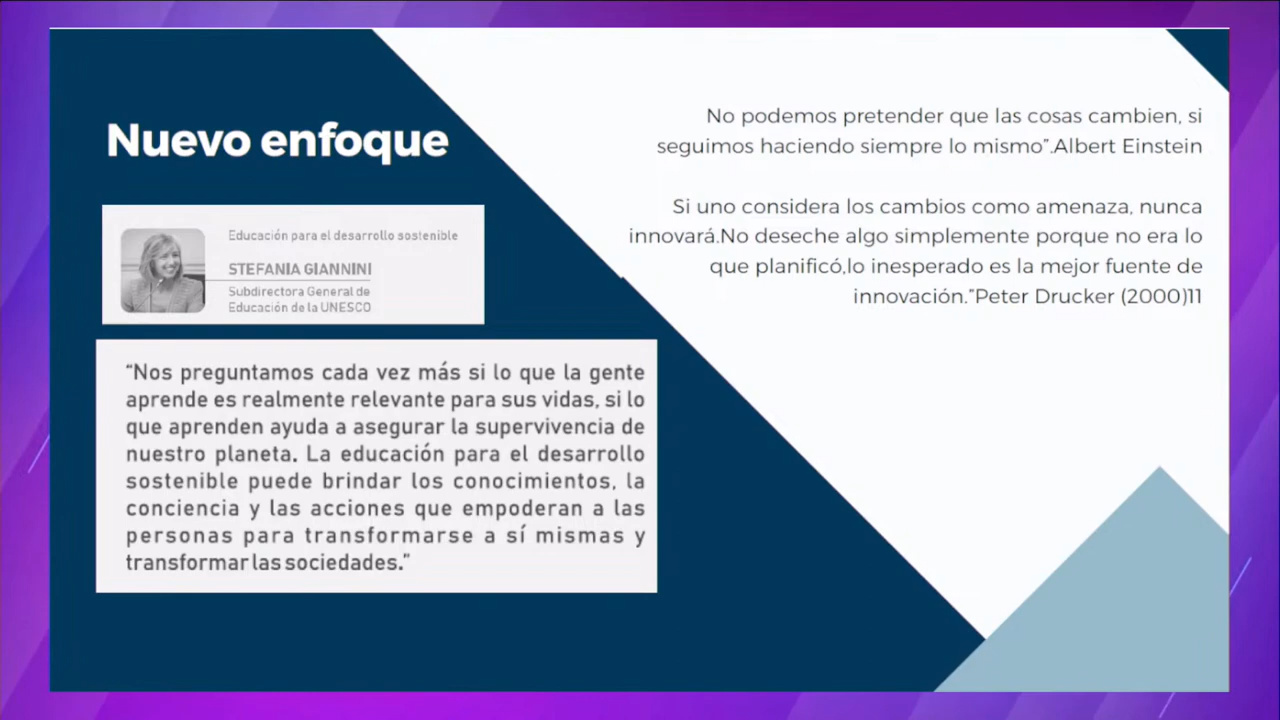 Nuevo enfoque
Educación para el desarrollo sostenible
STEFANIA GIANNINI
Subdirectora General de
Educación de la UNESCO
“Nos preguntamos cada vez más si lo que la gente
aprende es realmente relevante para sus vidas, si lo
que aprenden ayuda a asegurar la supervivencia de
nuestro planeta. La educación para el desarrollo
sostenible puede brindar los conocimientos, la
conciencia y las acciones que empoderan a las
personas para transformarse a sí mismas y
transformar las sociedades.”
No podemos pretender que las cosas cambien, si
seguimos haciendo siempre lo mismo”.Albert Einstein
Si uno considera los cambios como amenaza, nunca
innovará.No deseche algo simplemente porque no era lo
que planificó,lo inesperado es la mejor fuente de
innovación.”Peter Drucker (2000)11